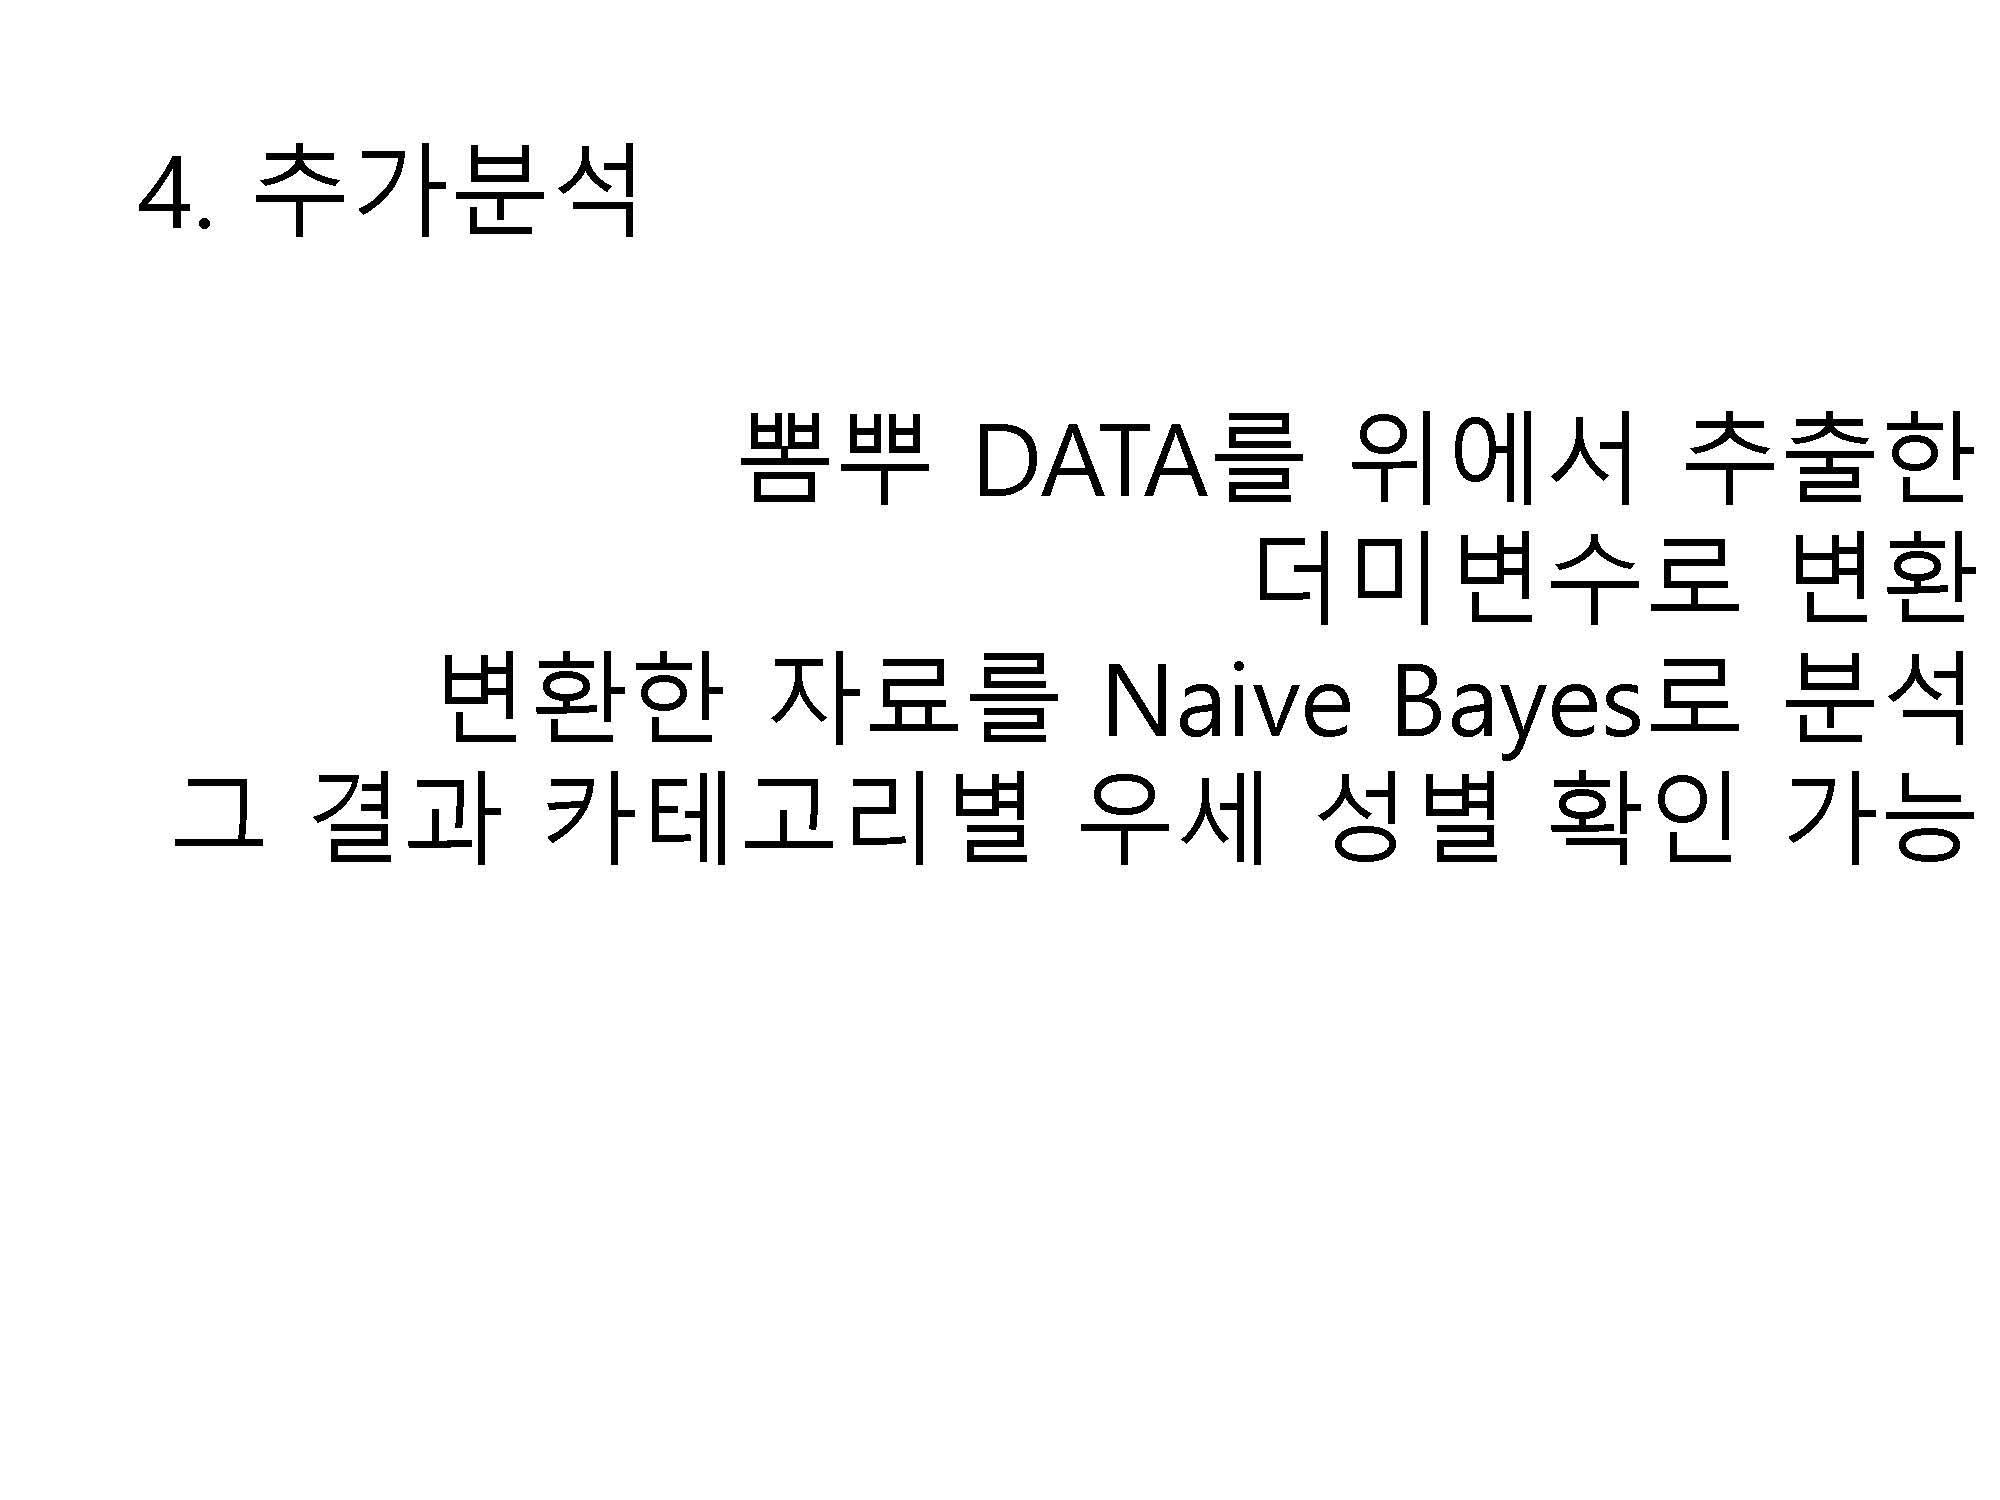 4. 추가분석
뽐뿌 DATA를 위에서 추출한
더미변수로 변환
변환한 자료를 Naive Bayes로 분석
그 결과 카테고리별 우세 성별 확인 가능